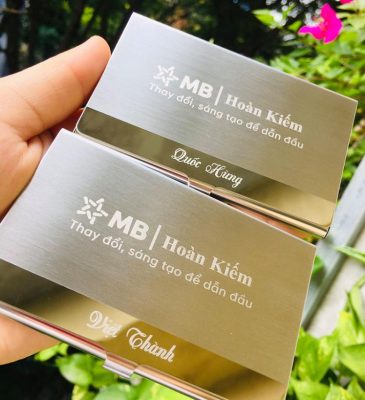 MB | Hoàn Kiếm
Thay đổi, sáng tạo để dẫn đầu
Quốc Hưng
MB | Hoàn Kiếm
Thay đổi, sáng tạo để dẫn đầu
Việt Thành